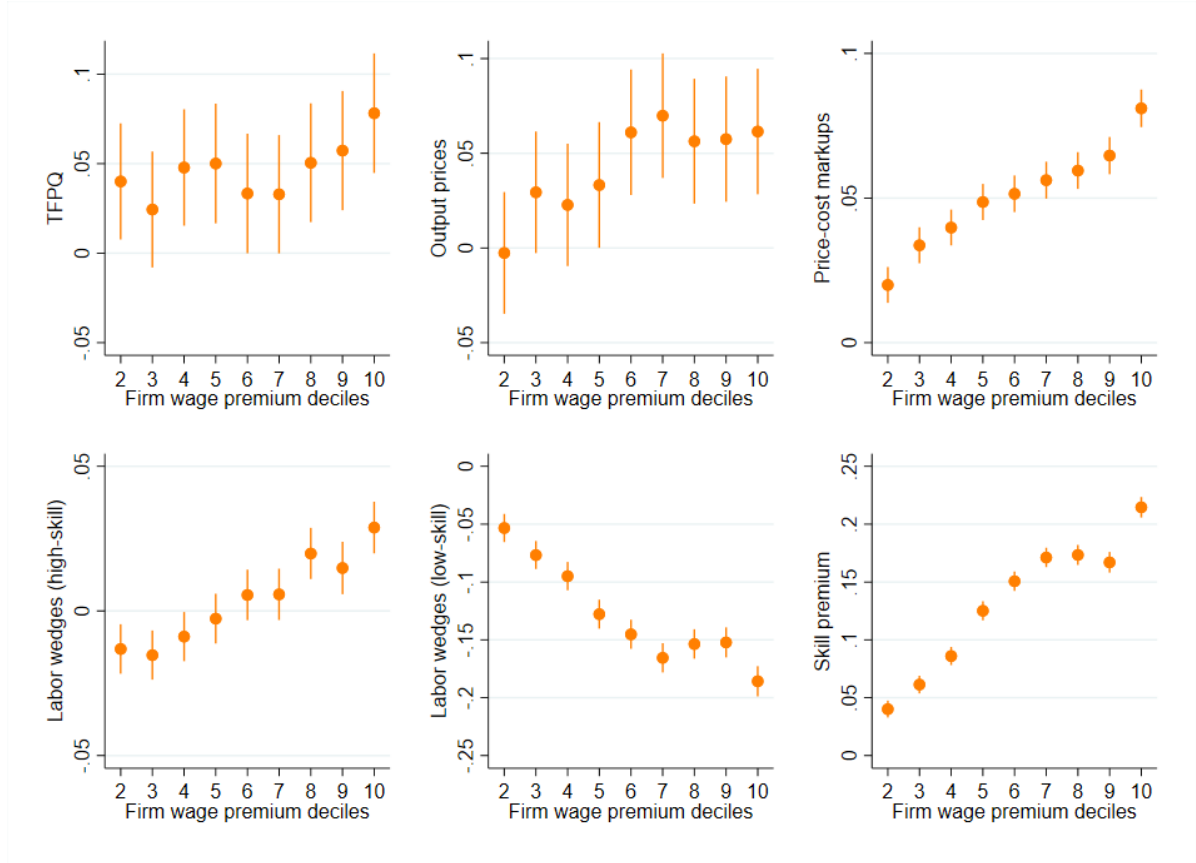 TFPQ
.1
.05
0
-.05
2 3 4 5 6 7 8 9 10
Firm wage premium deciles
Output prices
.1
.05
0
-.05
2 3 4 5 6 7 8 9 10
Firm wage premium deciles
Price-cost markups
.1
.05
0
2 3 4 5 6 7 8 9 10
Firm wage premium deciles
Labor wedges (high-skill)
.05
0
-.05
2 3 4 5 6 7 8 9 10
Firm wage premium deciles
Labor wedges (low-skill)
0
-.05
-.1
-.15
-.2
-.25
2 3 4 5 6 7 8 9 10
Firm wage premium deciles
Skill premium
.25
.2
.15
.1
.05
0
2 3 4 5 6 7 8 9 10
Firm wage premium deciles